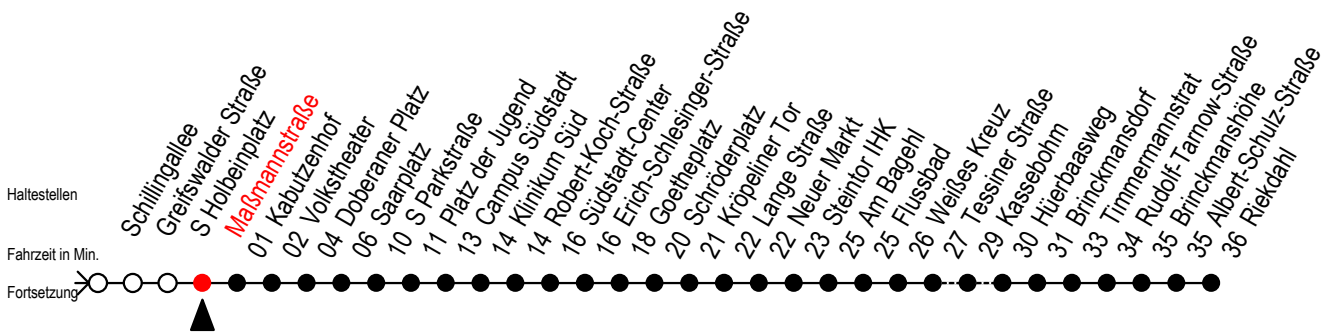 Haltestellen
Fahrzeit in Min.
Fortsetzung
Schillingallee
Greifswalder Straße
S Holbeinplatz
Maßmannstraße
01 Kabutzenhof
02 Volkstheater
04 Doberaner Platz
06 Saarplatz
10 S Parkstraße
11 Platz der Jugend
13 Campus Südstadt
14 Klinikum Süd
14 Robert-Koch-Straße
16 Südstadt-Center
16 Erich-Schlesinger-Straße
18 Goetheplatz
20 Schröderplatz
21 Kröpeliner Tor
22 Lange Straße
22 Neuer Markt
23 Steintor IHK
25 Am Bagehl
25 Flussbad
26 Weißes Kreuz
27 Tessiner Straße
29 Kassebohm
30 Hüerbaasweg
31 Brinckmansdorf
33 Timmermannstrat
34 Rudolf-Tarnow-Straße
35 Brinckmanshöhe
35 Albert-Schulz-Straße
36 Riekdahl